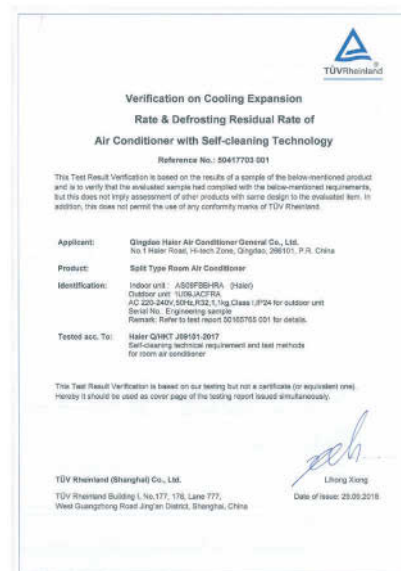 TÜVRheinland
Verification on Cooling Expansion
Rate & Defrosting Residual Rate of
Air Conditioner with Self-cleaning Technology
Reference No.: 50417703 001
This Test Result Verification is based on the results of a sample of the below-mentioned product
and is to verify that the evaluated sample had complied with the below-mentioned requirements,
but this does not imply assessment of other products with same design to the evaluated item. In
addition, this does not permit the use of any conformity marks of TÜV Rheinland.
Applicant: Qingdao Haier Air Conditioner General Co., Ltd.
No.1 Haier Road, Hi-tech Zone, Qingdao, 266101, P.R. China
Product: Split Type Room Air Conditioner
Identification: Indoor unit : (Haier)
Outdoor unit:
AC 220-240V,50Hz,R32,1.1kg,Class I,IP24 for outdoor unit
Serial No.: Engineering sample
Remark: Refer to test report 001 for details.
Tested acc. To: Haier Q/HKT J09101-2017
Self-cleaning technical requirement and test methods
for room air conditioner
This Test Result Verification is based on our testing but not a certificate (or equivalent one).
Hereby it should be used as cover page of the testing report issued simultaneously.
TÜV Rheinland (Shanghai) Co., Ltd.
Lihong Xiong
TÜV Rheinland Building I, No.177, 178, Lane 777,
Date of issue: 29.09.2018
West Guangzhong Road Jing'an District, Shanghai, China